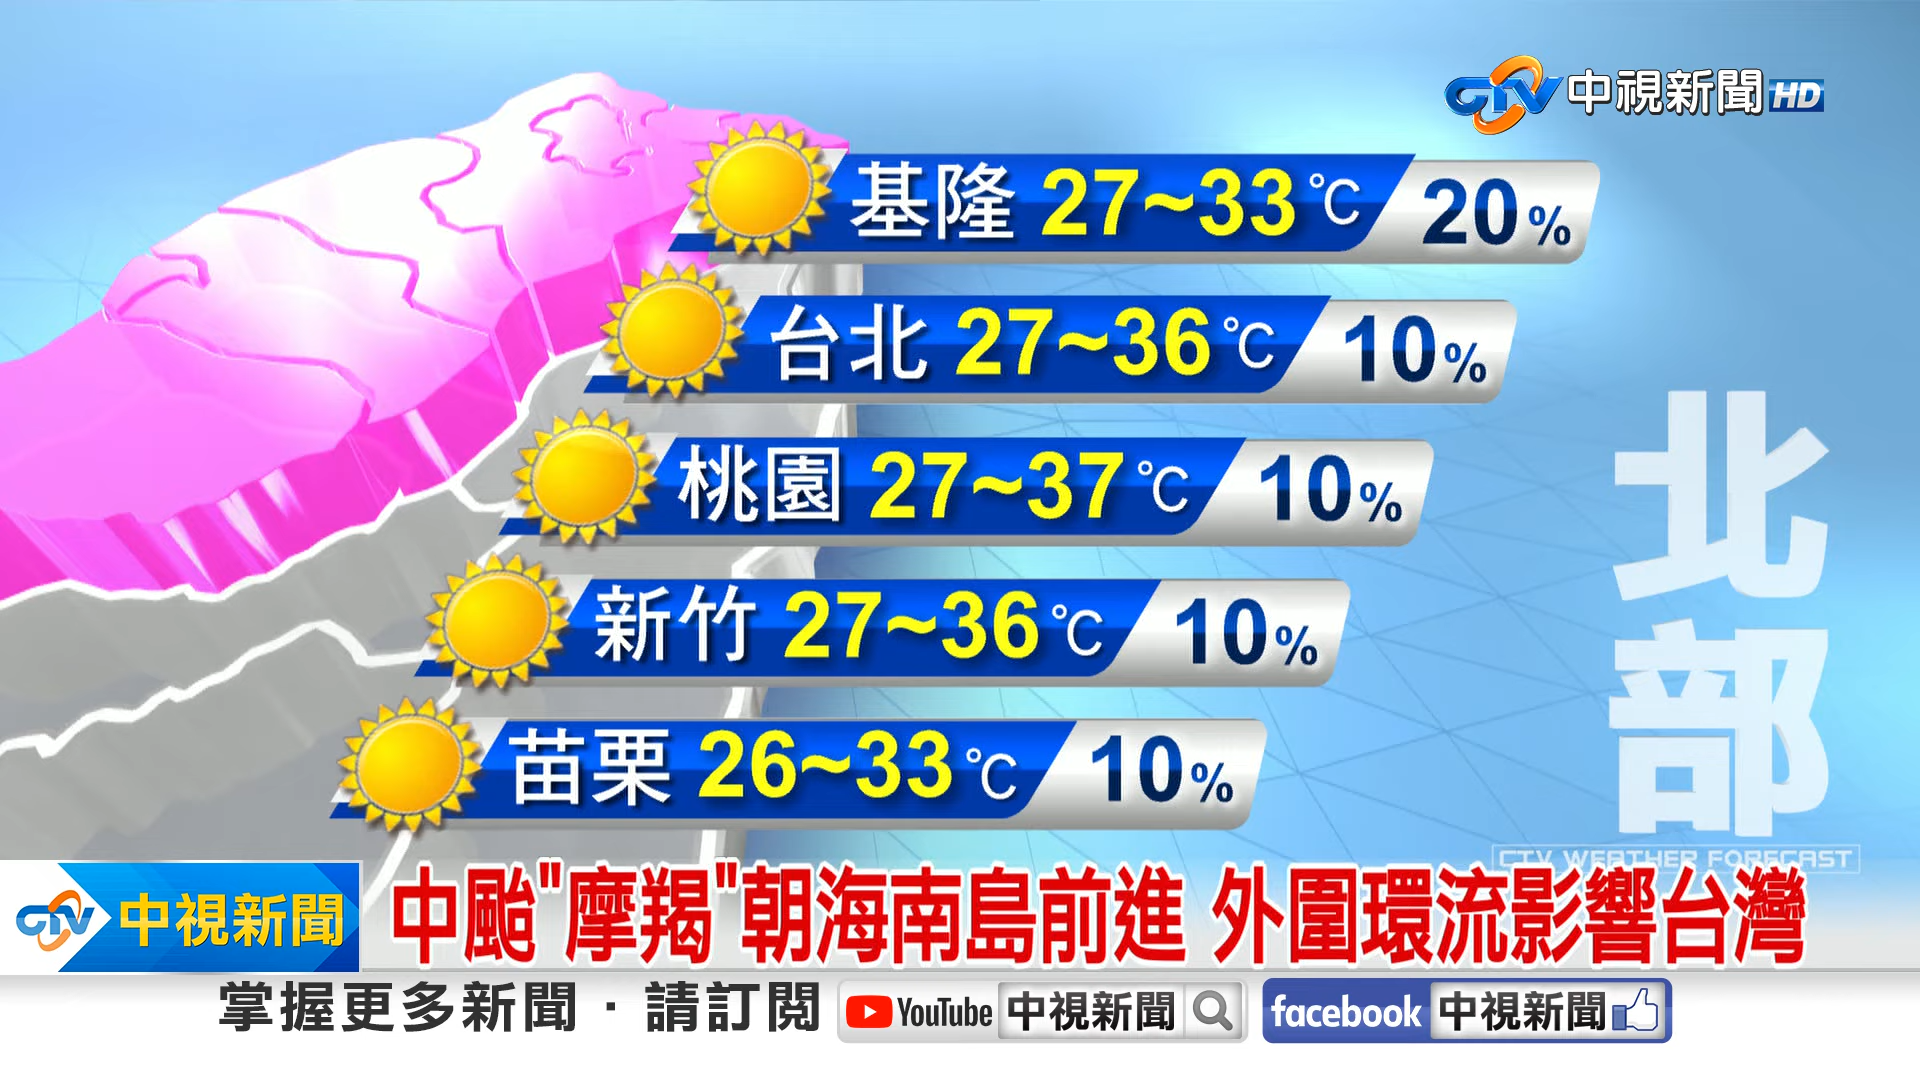 CTV 中視新聞 HD
基隆 27~33℃ 20%
台北 27~36℃ 10%
桃園 27~37℃ 10%
新竹 27~36℃ 10%
苗栗 26~33℃ 10%
北部
CTV WEATHER FORECAST
CTV 中視新聞
中颱"摩羯"朝海南島前進 外圍環流影響台灣
掌握更多新聞·請訂閱 YouTube 中視新聞 facebook 中視新聞